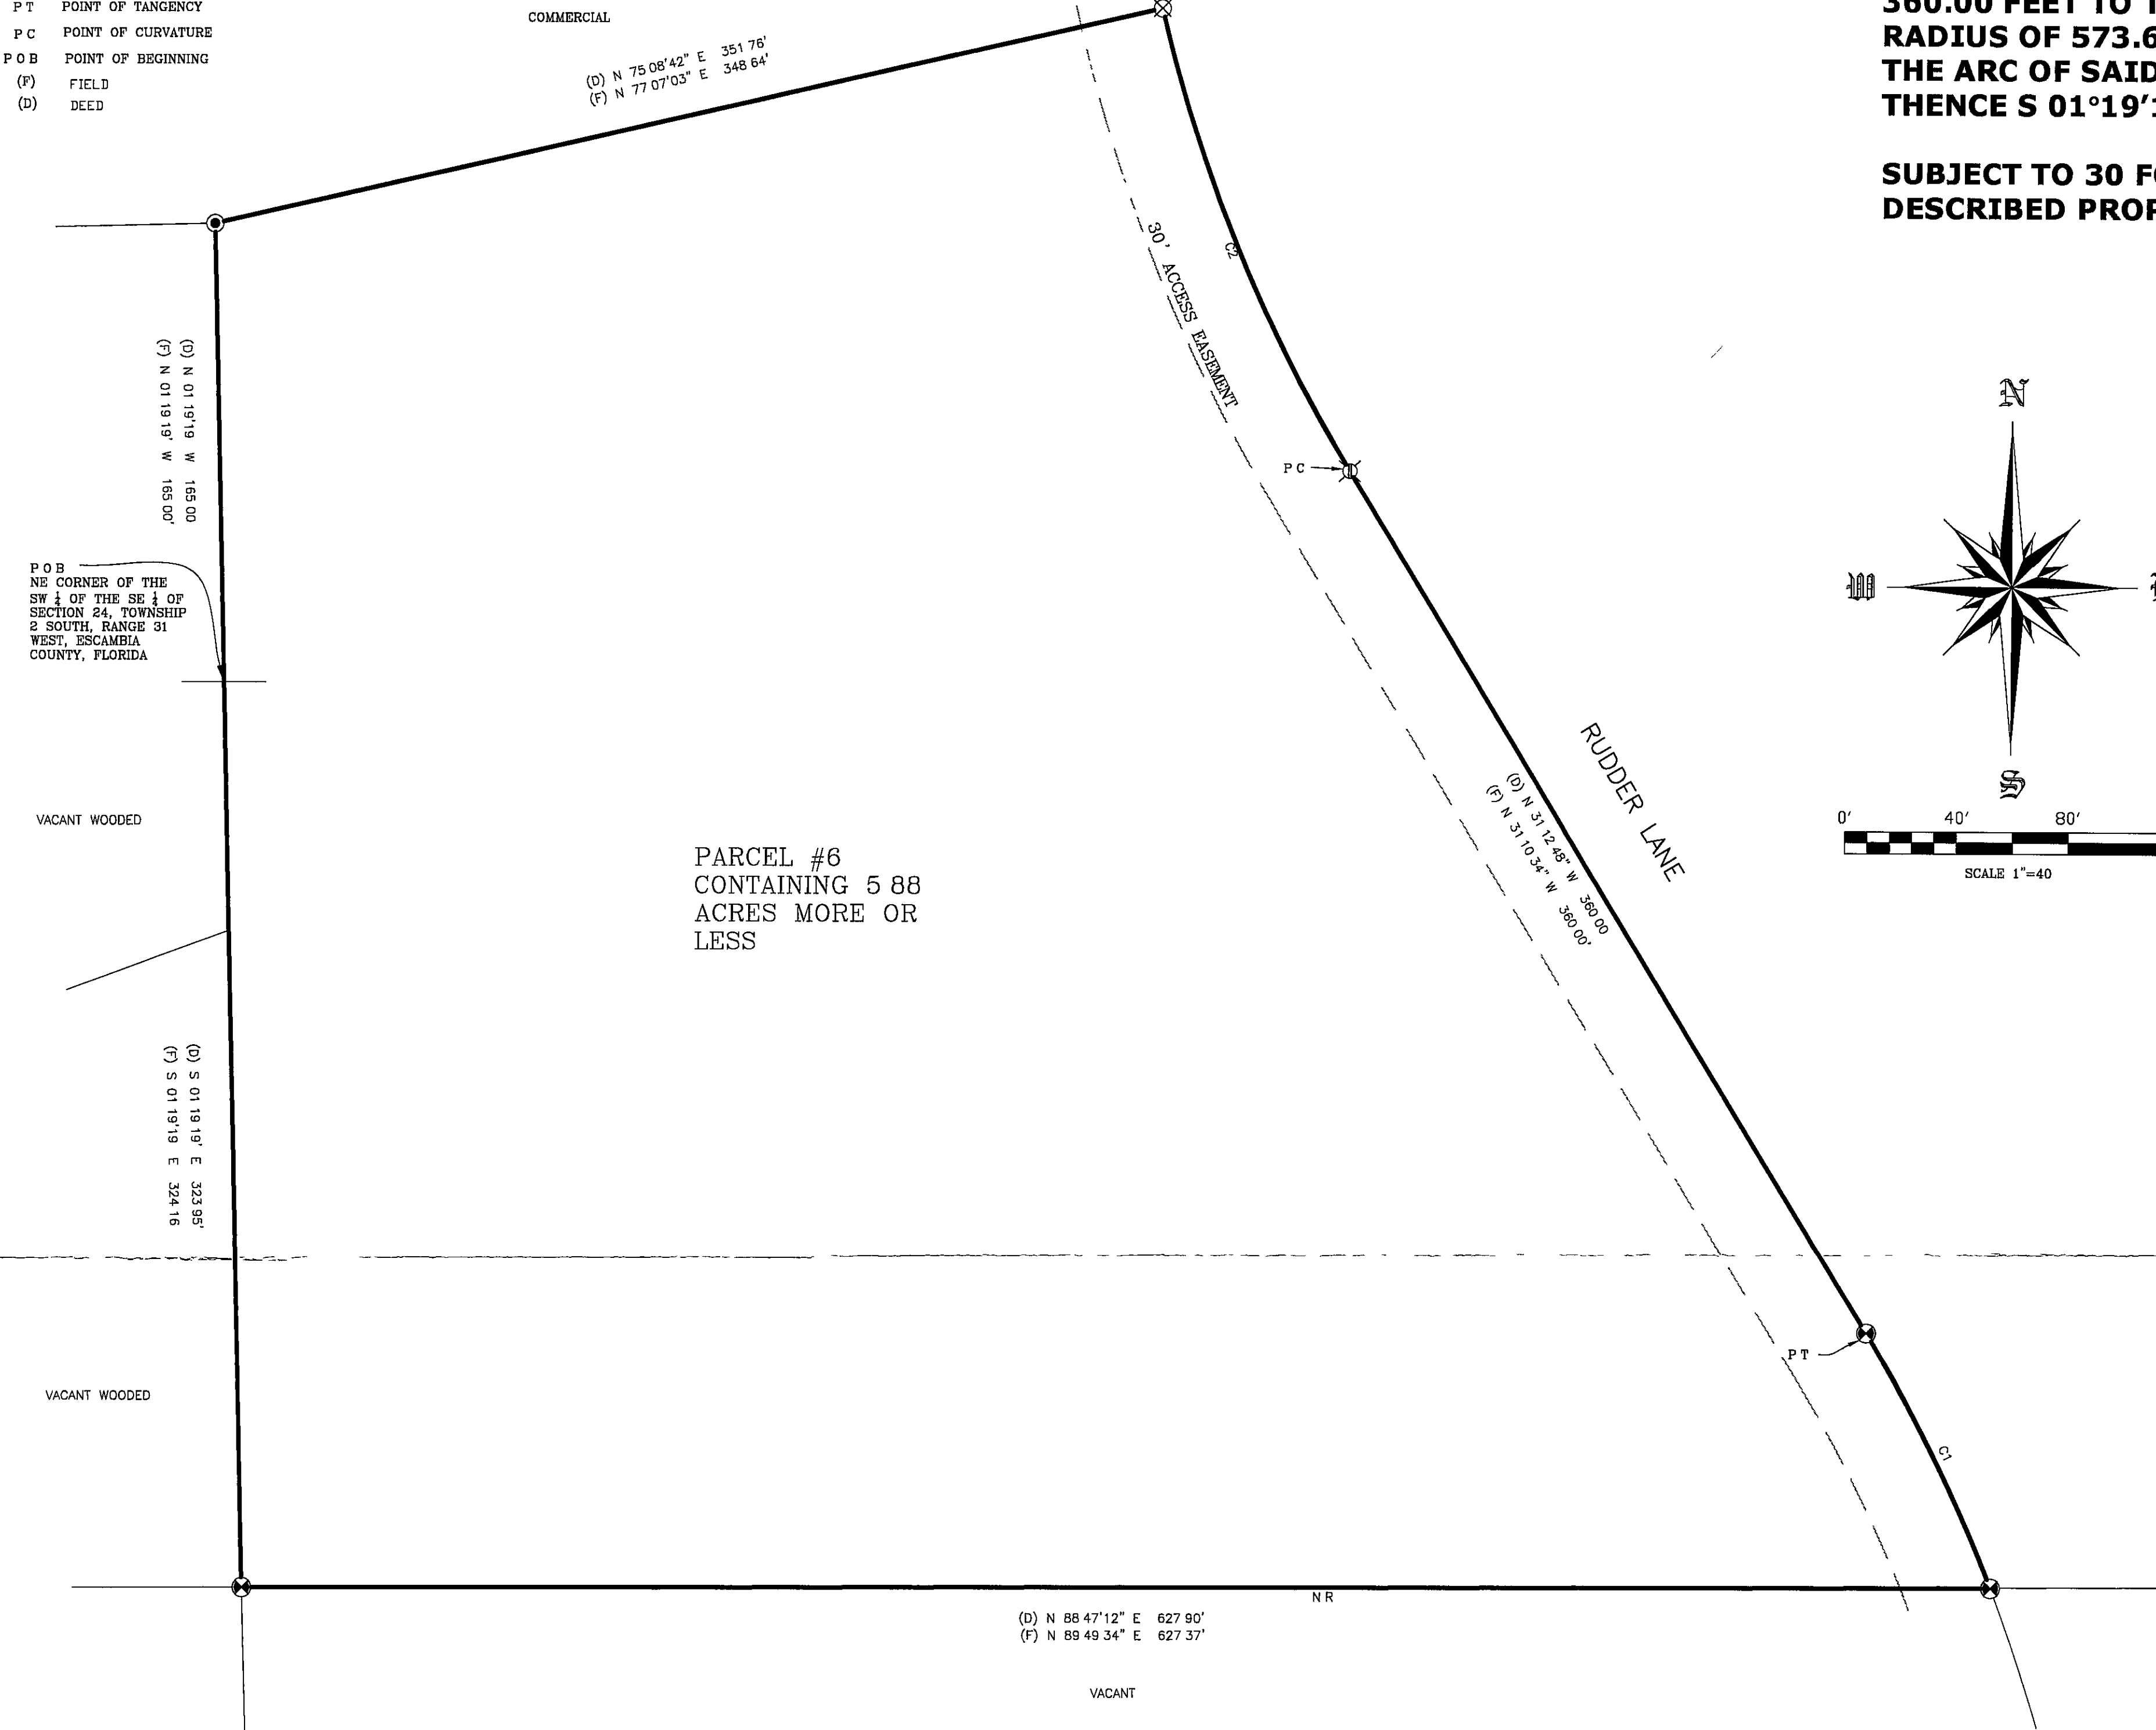 P T POINT OF TANGENCY
P C POINT OF CURVATURE
P O B POINT OF BEGINNING
(F) FIELD
(D) DEED
COMMERCIAL
(D) N 75 08'42" E 351 76'
(F) N 77 07'03" E 348 64'
360.00 FEET TO
RADIUS OF 573.6
THE ARC OF SAID
THENCE S 01°19'
SUBJECT TO 30
DESCRIBED
C2
30' ACCESS EASEMENT
(D) N 01 19'19 W 165 00
(F) N 01 19 19' W 165 00'
P C
N
W
S
P O B
NE CORNER OF THE
SW ¼ OF THE SE ¼ OF
SECTION 24, TOWNSHIP
2 SOUTH, RANGE 31
WEST, ESCAMBIA
COUNTY, FLORIDA
RUDDER LANE
(D) N 31 12 48" W 360 00
(F) N 31 10 34" W 360 00'
0' 40' 80'
SCALE 1"=40
VACANT WOODED
PARCEL #6
CONTAINING 5 88
ACRES MORE OR
LESS
(D) S 01 19 19' E 323 95'
(F) S 01 19'19 E 324 16
P T
VACANT WOODED
C1
N R
(D) N 88 47'12" E 627 90'
(F) N 89 49 34" E 627 37'
VACANT